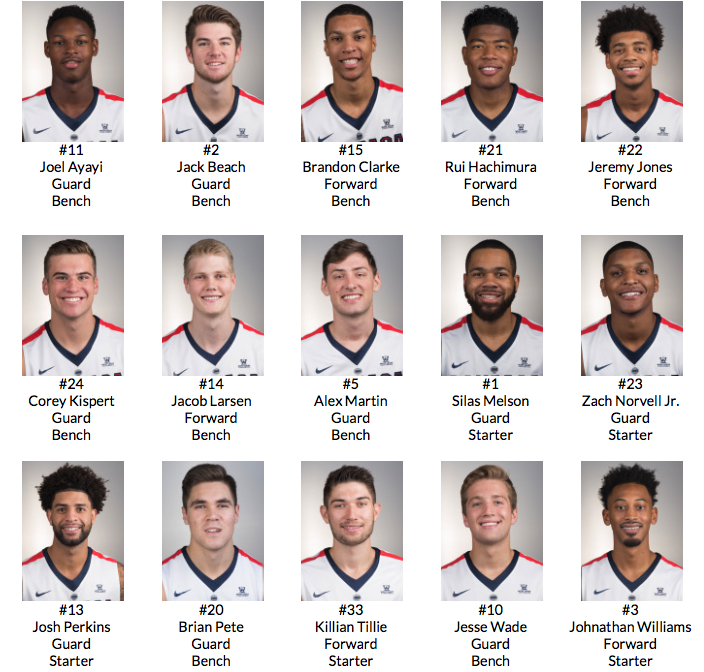 #11 #2 #15 #21 #22
Joel Ayayi Jack Beach Brandon Clarke Rui Hachimura Jeremy Jones
Guard Guard Forward Forward Forward
Bench Bench Bench Bench Bench
#24 #14 #5 #1 #23
Corey Kispert Jacob Larsen Alex Martin Silas Melson Zach Norvell Jr.
Guard Forward Guard Guard Guard
Bench Bench Bench Starter Starter
#13 #20 #33 #10 #3
Josh Perkins Brian Pete Killian Tillie Jesse Wade Johnathan Williams
Guard Guard Forward Guard Forward
Starter Bench Starter Bench Starter